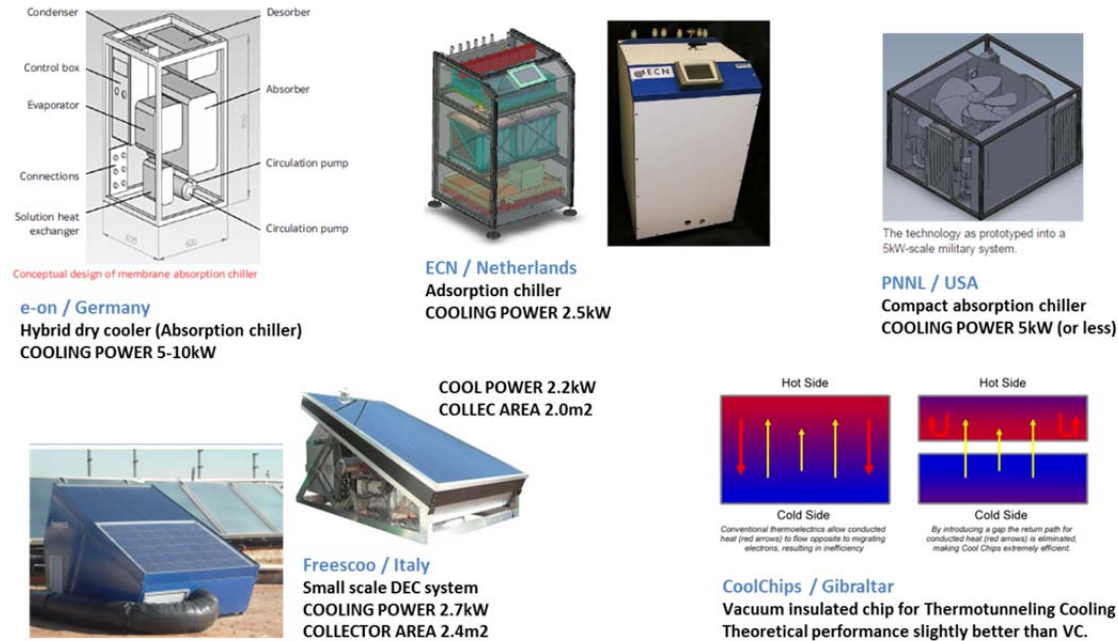 Condenser
Desorber
Control box
Absorber
Evaporator
Connections
Circulation pump
Solution heat
exchanger
Circulation pump
600
Conceptual design of membrane absorption chiller
e-on / Germany
Hybrid dry cooler (Absorption chiller)
COOLING POWER 5-10kW
ECN
ECN / Netherlands
Adsorption chiller
COOLING POWER 2.5kW
The technology as prototyped into a
5kW-scale military system.
PNNL / USA
Compact absorption chiller
COOLING POWER 5kW (or less)
COOL POWER 2.2kW
COLLEC AREA 2.0m2
Freescoo / Italy
Small scale DEC system
COOLING POWER 2.7kW
COLLECTOR AREA 2.4m2
Hot Side
Cold Side
Conventional thermoelectrics allow conducted
heat (red arrows) to flow opposite to migrating
electrons, resulting in inefficiency
Hot Side
Cold Side
By introducing a gap the return path for
conducted heat (red arrows) is eliminated,
making Cool Chips extremely efficient.
CoolChips / Gibraltar
Vacuum insulated chip for Thermotunneling Cooling
Theoretical performance slightly better than VC.